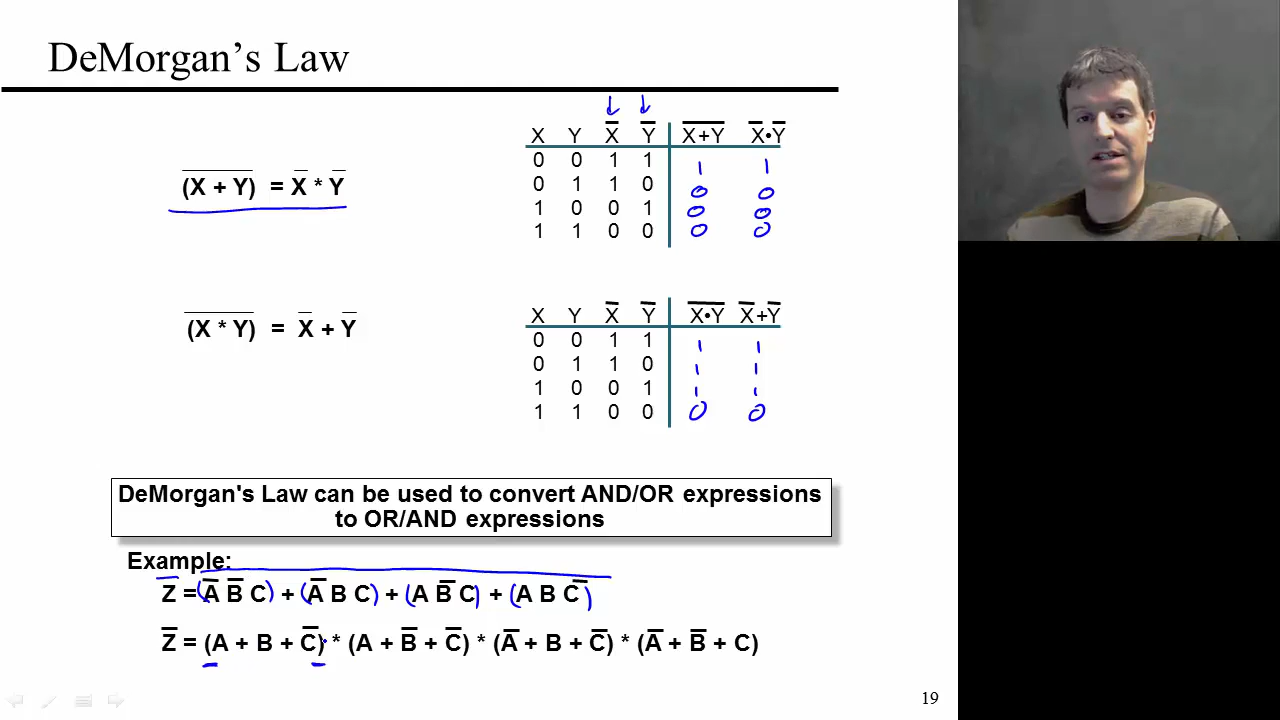 DeMorgan's Law
(X̅ ̅+̅ ̅Y̅) = X̅ * Y̅
X Y X̅ Y̅ X̅+̅Y̅ X̅•Y̅
0 0 1 1 1 1
0 1 1 0 0 0
1 0 0 1 0 0
1 1 0 0 0 0
(X̅ ̅*̅ ̅Y̅) = X̅ + Y̅
X Y X̅ Y̅ X̅•̅Y̅ X̅+Y̅
0 0 1 1 1 1
0 1 1 0 1 1
1 0 0 1 1 1
1 1 0 0 0 0
DeMorgan's Law can be used to convert AND/OR expressions
to OR/AND expressions
Example:
Z̅ = (A̅ B̅ C) + (A̅ B C) + (A B̅ C) + (A B C̅)
Z̅ = (A + B + C̅) * (A + B̅ + C̅) * (A̅ + B + C̅) * (A̅ + B̅ + C)
19